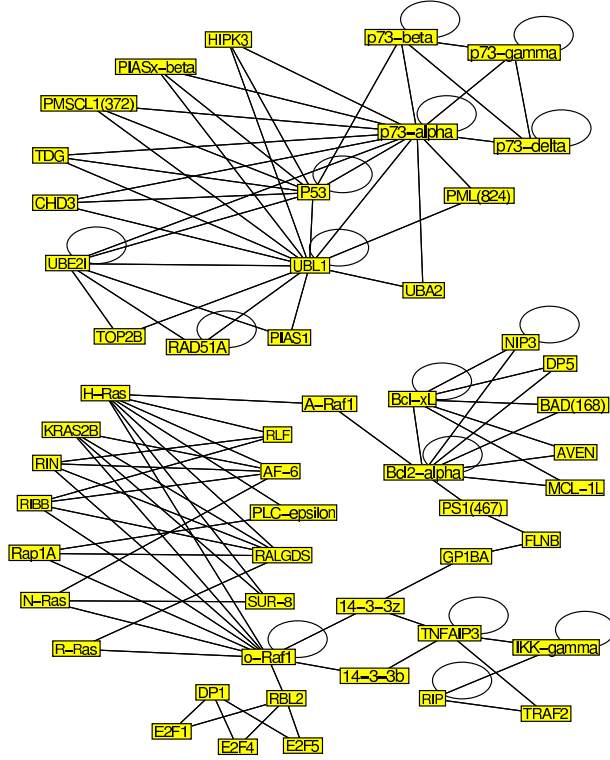 HIPK3
p73-beta
p73-gamma
PIASx-beta
PMSCL1(372)
p73-alpha
p73-delta
TDG
P53
PML(824)
CHD3
UBE2I
UBL1
UBA2
TOP2B
RAD51A
PIAS1
NIP3
DP5
H-Ras
A-Raf1
Bcl-xL
BAD(168)
KRAS2B
RLF
AVEN
RIN
AF-6
Bcl2-alpha
MCL-1L
RIBB
PLC-epsilon
PS1(467)
Rap1A
RALGDS
GP1BA
FLNB
N-Ras
SUR-8
14-3-3z
TNFAIP3
IKK-gamma
R-Ras
o-Raf1
14-3-3b
DP1
RBL2
RIP
TRAF2
E2F1
E2F4
E2F5